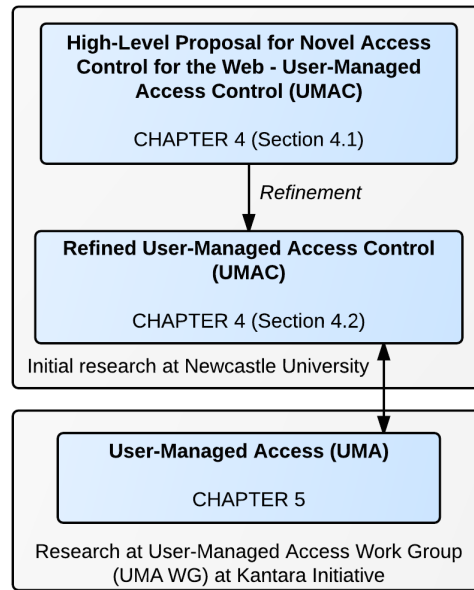 High-Level Proposal for Novel Access
Control for the Web - User-Managed
Access Control (UMAC)
CHAPTER 4 (Section 4.1)
Refinement
Refined User-Managed Access Control
(UMAC)
CHAPTER 4 (Section 4.2)
Initial research at Newcastle University
User-Managed Access (UMA)
CHAPTER 5
Research at User-Managed Access Work Group
(UMA WG) at Kantara Initiative